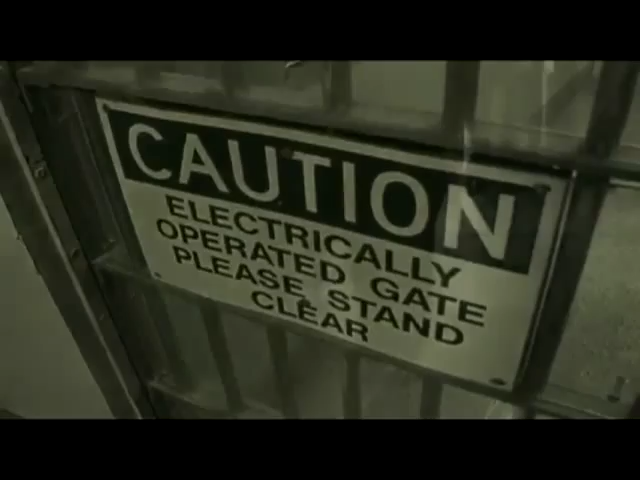 CAUTION
ELECTRICALLY
OPERATED GATE
PLEASE STAND
CLEAR